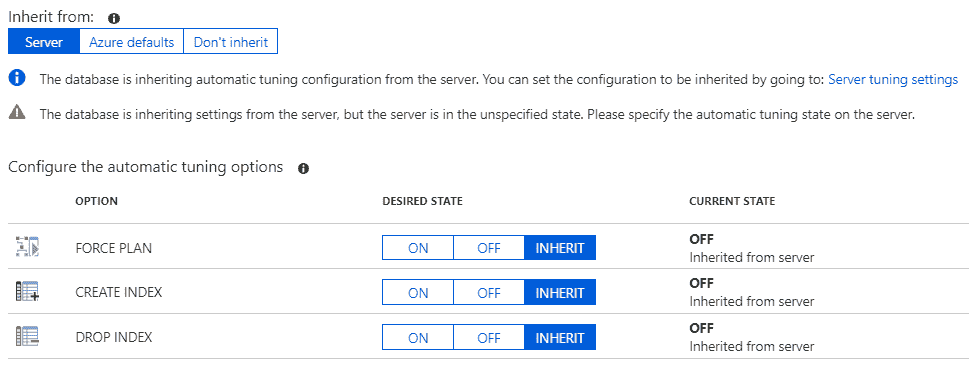 Inherit from:
Server Azure defaults Don't inherit
The database is inheriting automatic tuning configuration from the server. You can set the configuration to be inherited by going to: Server tuning settings
The database is inheriting settings from the server, but the server is in the unspecified state. Please specify the automatic tuning state on the server.
Configure the automatic tuning options
OPTION DESIRED STATE CURRENT STATE
FORCE PLAN ON OFF INHERIT OFF
Inherited from server
CREATE INDEX ON OFF INHERIT OFF
Inherited from server
DROP INDEX ON OFF INHERIT OFF
Inherited from server